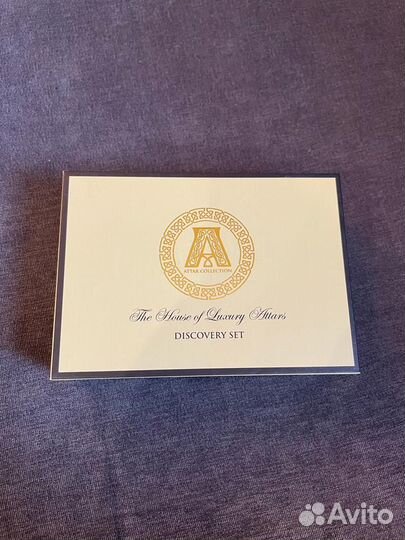 A
ATTAR COLLECTION
The House of Luxury Attars
DISCOVERY SET
Avito